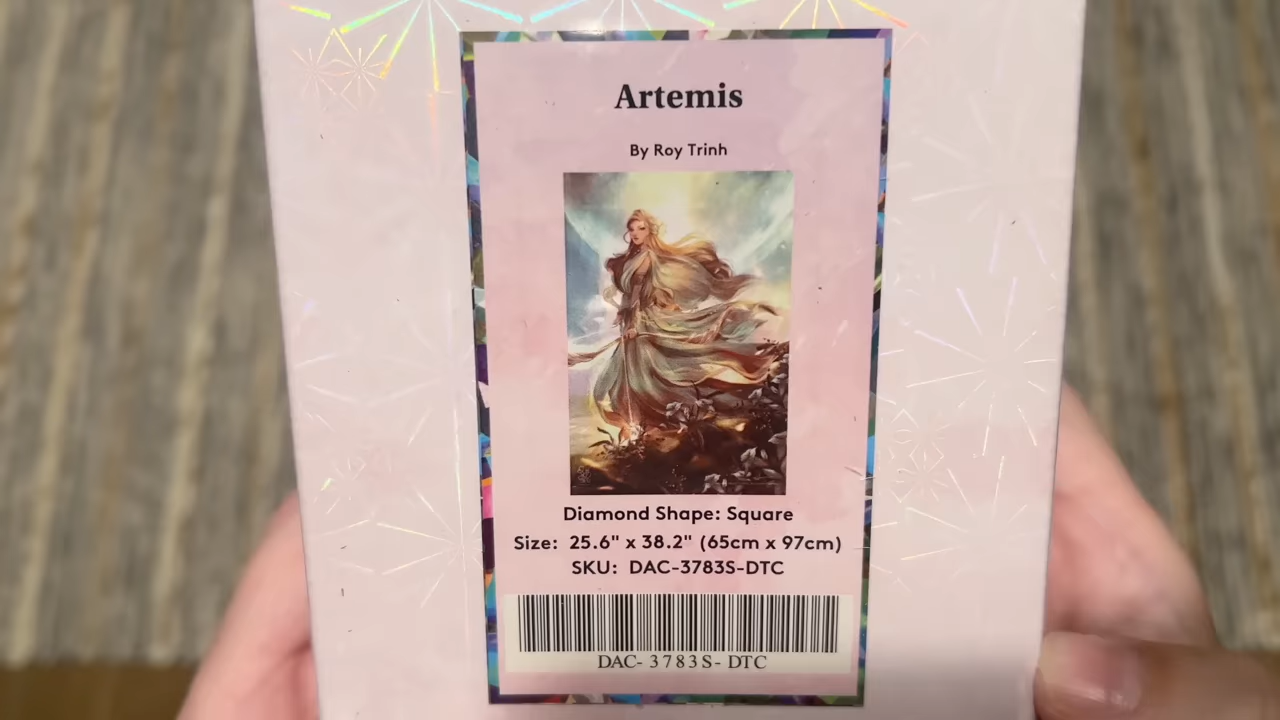 Artemis
By Roy Trinh
Diamond Shape: Square
Size: 25.6" x 38.2" (65cm x 97cm)
SKU: DAC-3783S-DTC
DAC- 3783S- DTC